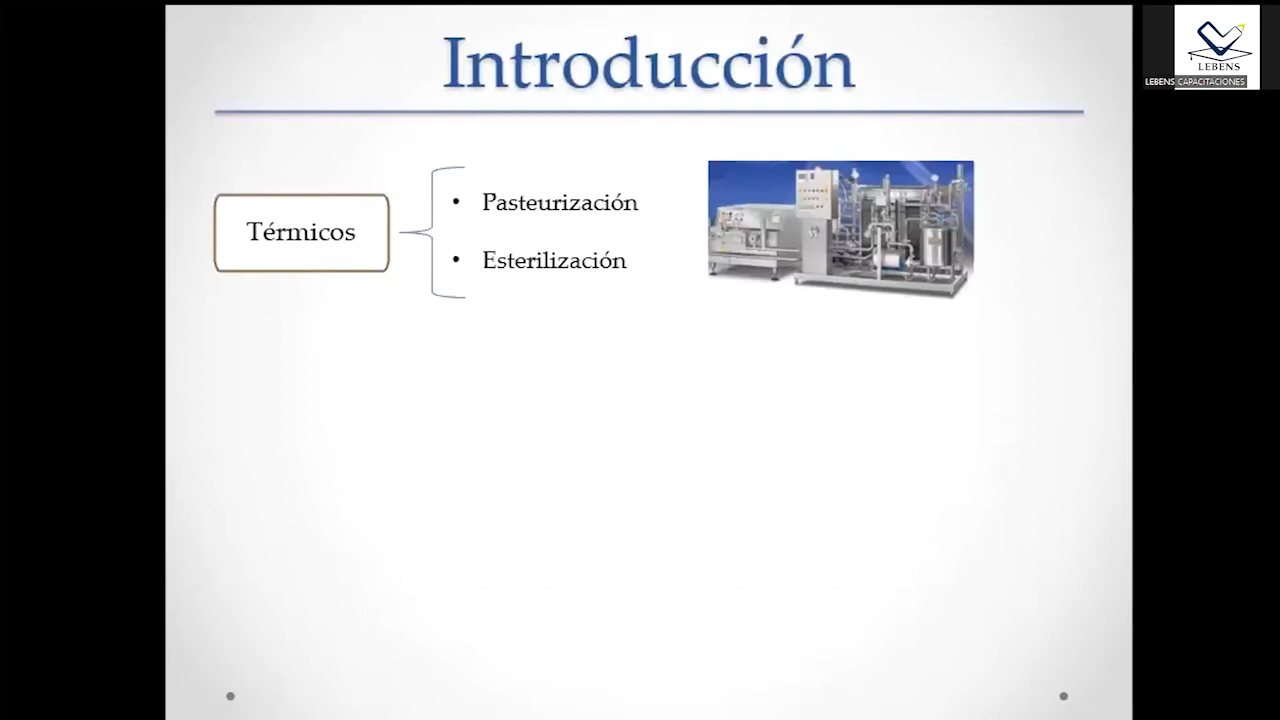 Introducción
Térmicos
• Pasteurización
• Esterilización
LEBENS
LEBENS CAPACITACIONES